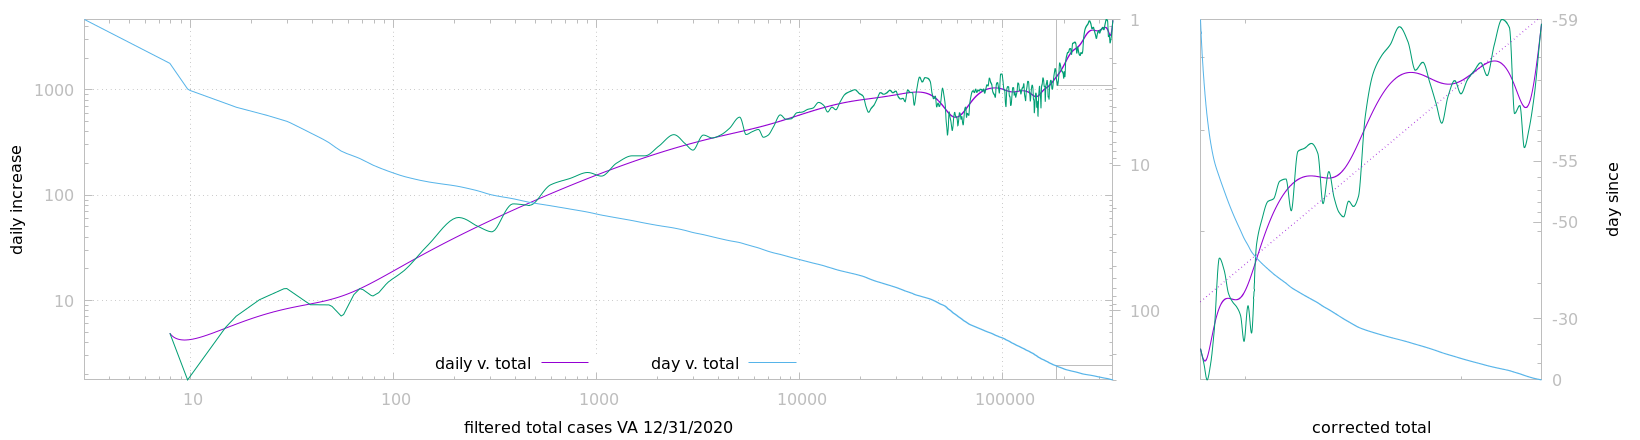 daily increase
1000
100
10
daily v. total
day v. total
10
100
1000
10000
100000
filtered total cases VA 12/31/2020
1
10
100
-59
-55
-50
-30
0
day since
corrected total